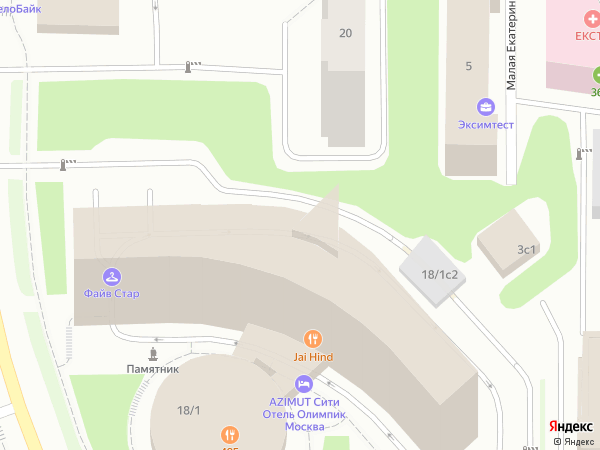 елоБайк
20
5
Малая Екатерин
ЕКСТ
36
Эксимтест
3с1
18/1с2
Файв Стар
Jai Hind
Памятник
AZIMUT Сити
Отель Олимпик
Москва
18/1
Яндекс
© Яндекс